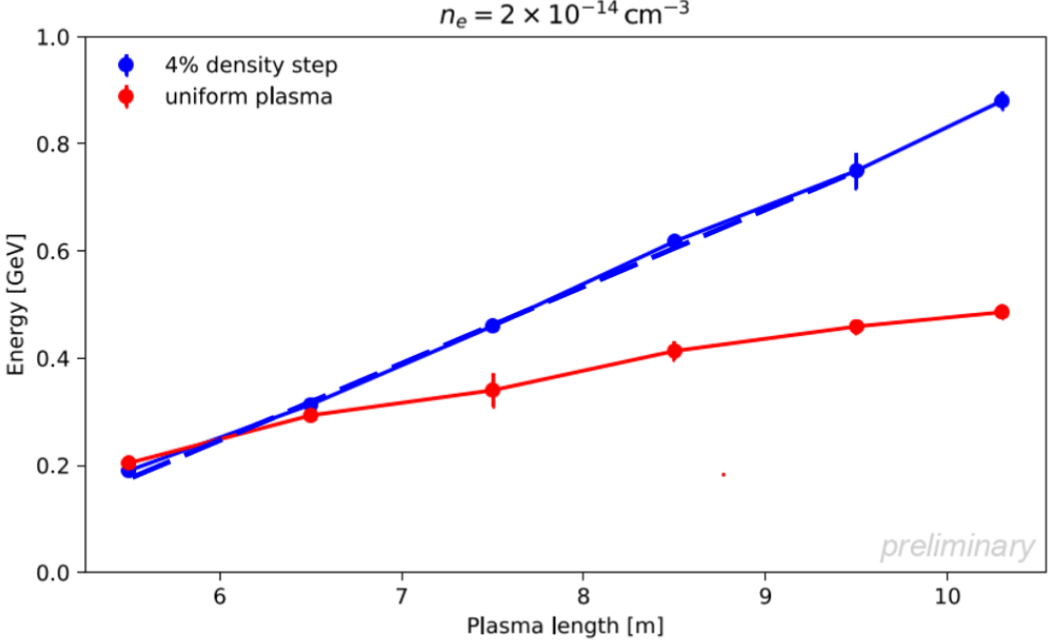 nₑ = 2 × 10⁻¹⁴ cm⁻³
1.0
0.8
0.6
0.4
0.2
0.0
Energy [GeV]
4% density step
uniform plasma
preliminary
6 7 8 9 10
Plasma length [m]